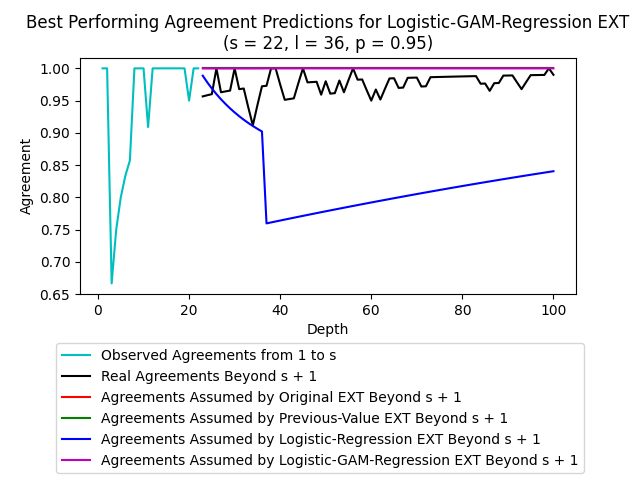 Best Performing Agreement Predictions for Logistic-GAM-Regression EXT
(s = 22, l = 36, p = 0.95)
1.00
0.95
0.90
0.85
0.80
0.75
0.70
0.65
Agreement
0 20 40 60 80 100
Depth
Observed Agreements from 1 to s
Real Agreements Beyond s + 1
Agreements Assumed by Original EXT Beyond s + 1
Agreements Assumed by Previous-Value EXT Beyond s + 1
Agreements Assumed by Logistic-Regression EXT Beyond s + 1
Agreements Assumed by Logistic-GAM-Regression EXT Beyond s + 1